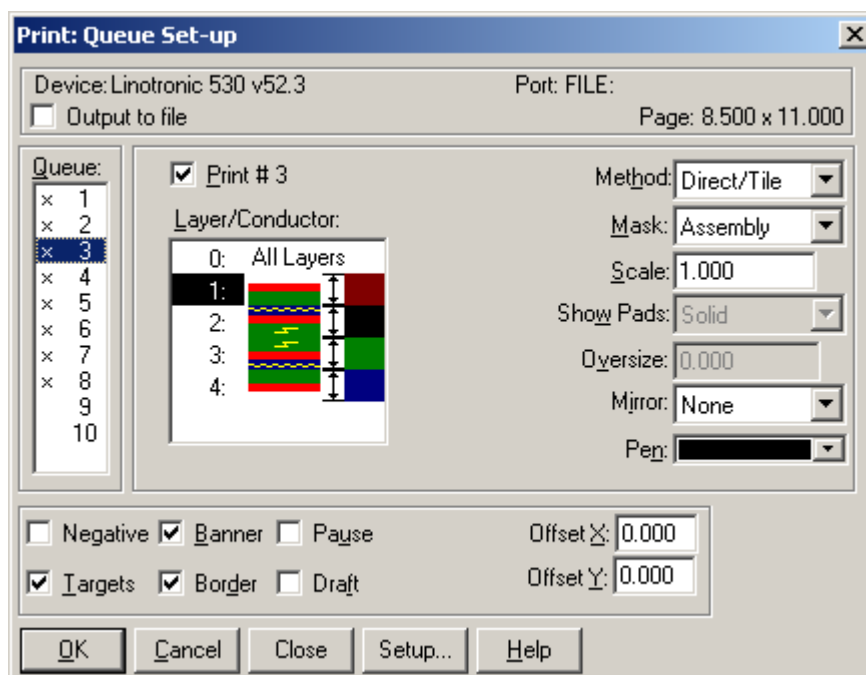 Print: Queue Set-up
Device: Linotronic 530 v52.3 Port: FILE:
Output to file Page: 8.500 x 11.000
Queue:
× 1
× 2
× 3
× 4
× 5
× 6
× 7
× 8
9
10
Print # 3
Layer/Conductor:
0: All Layers
1:
2:
3:
4:
Method: Direct/Tile
Mask: Assembly
Scale: 1.000
Show Pads: Solid
Oversize: 0.000
Mirror: None
Pen:
Negative Banner Pause
Targets Border Draft
Offset X: 0.000
Offset Y: 0.000
OK Cancel Close Setup... Help